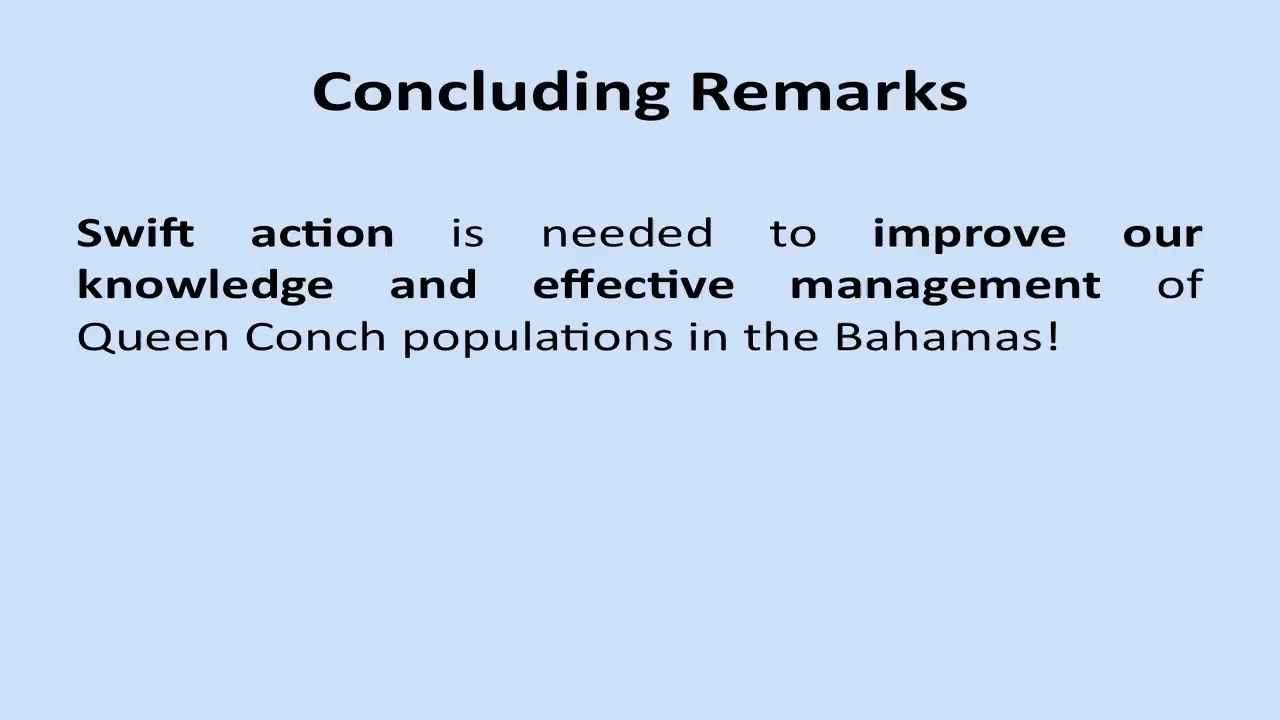 Concluding Remarks
Swift action is needed to improve our
knowledge and effective management of
Queen Conch populations in the Bahamas!